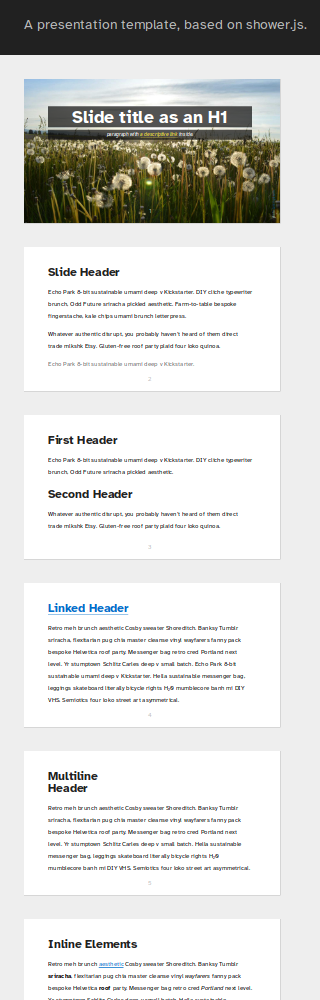 A presentation template, based on shower.js.
Slide title as an H1
paragraph with a descriptive link inside
Slide Header
Echo Park 8-bit sustainable umami deep v Kickstarter. DIY cliche typewriter
brunch. Odd Future sriracha pickled aesthetic. Farm-to-table bespoke
fingerstache, kale chips umami brunch letterpress.
Whatever authentic disrupt, you probably haven't heard of them direct
trade mlkshk Etsy. Gluten-free roof party plaid four loko quinoa.
Echo Park 8-bit sustainable umami deep v Kickstarter.
2
First Header
Echo Park 8-bit sustainable umami deep v Kickstarter. DIY cliche typewriter
brunch. Odd Future sriracha pickled aesthetic.
Second Header
Whatever authentic disrupt, you probably haven't heard of them direct
trade mlkshk Etsy. Gluten-free roof party plaid four loko quinoa.
3
Linked Header
Retro meh brunch aesthetic Cosby sweater Shoreditch. Banksy Tumblr
sriracha, flexitarian pug chia master cleanse vinyl wayfarers fanny pack
bespoke Helvetica roof party. Messenger bag retro cred Portland next
level. Yr stumptown Schlitz Carles deep v small batch. Echo Park 8-bit
sustainable umami deep v Kickstarter. Hella sustainable messenger bag,
leggings skateboard literally bicycle rights H₂O mumblecore banh mi DIY
VHS. Semiotics four loko street art asymmetrical.
4
Multiline
Header
Retro meh brunch aesthetic Cosby sweater Shoreditch. Banksy Tumblr
sriracha, flexitarian pug chia master cleanse vinyl wayfarers fanny pack
bespoke Helvetica roof party. Messenger bag retro cred Portland next
level. Yr stumptown Schlitz Carles deep v small batch. Hella sustainable
messenger bag, leggings skateboard literally bicycle rights H₂O
mumblecore banh mi DIY VHS. Semiotics four loko street art asymmetrical.
5
Inline Elements
Retro meh brunch aesthetic Cosby sweater Shoreditch. Banksy Tumblr
sriracha, flexitarian pug chia master cleanse vinyl wayfarers fanny pack
bespoke Helvetica roof party. Messenger bag retro cred Portland next